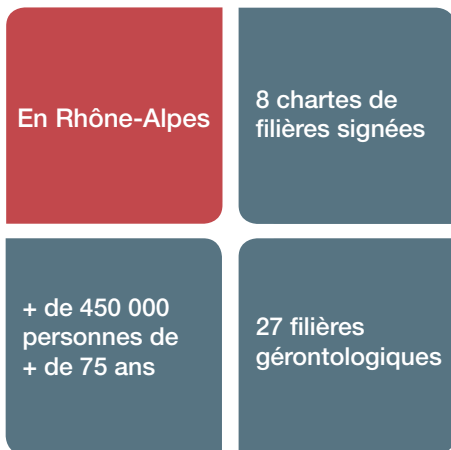 En Rhône-Alpes
8 chartes de
filières signées
+ de 450 000
personnes de
+ de 75 ans
27 filières
gérontologiques